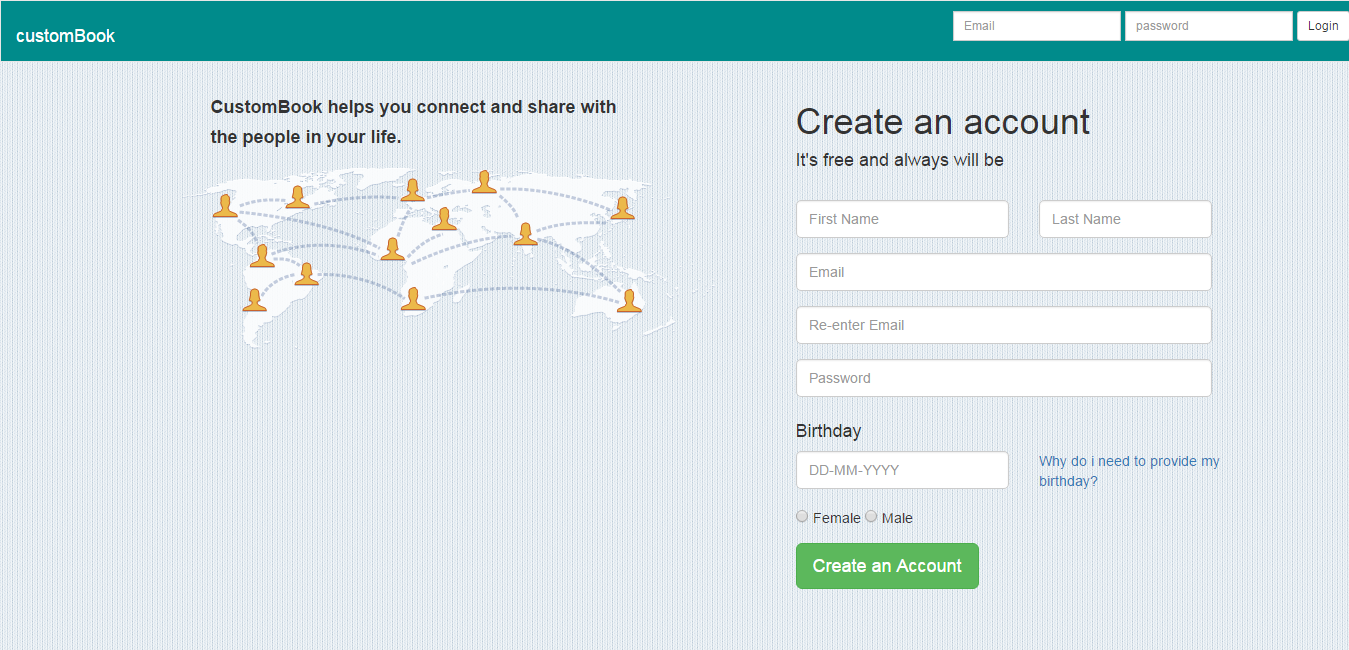 customBook
Email
password
Login
CustomBook helps you connect and share with
the people in your life.
Create an account
It's free and always will be
First Name
Last Name
Email
Re-enter Email
Password
Birthday
DD-MM-YYYY
Why do i need to provide my
birthday?
Female
Male
Create an Account